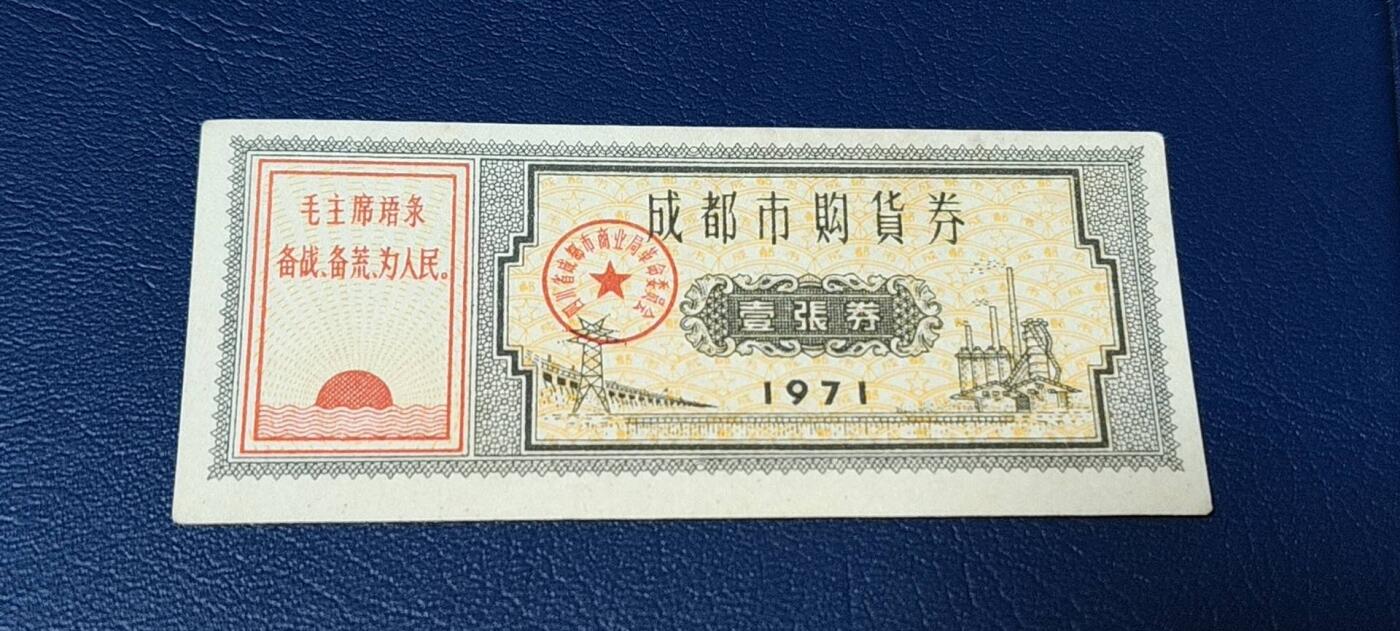 毛主席语录
备战、备荒、为人民。
成都市购货券
四川省成都市商业局革命委员会
壹張券
1971